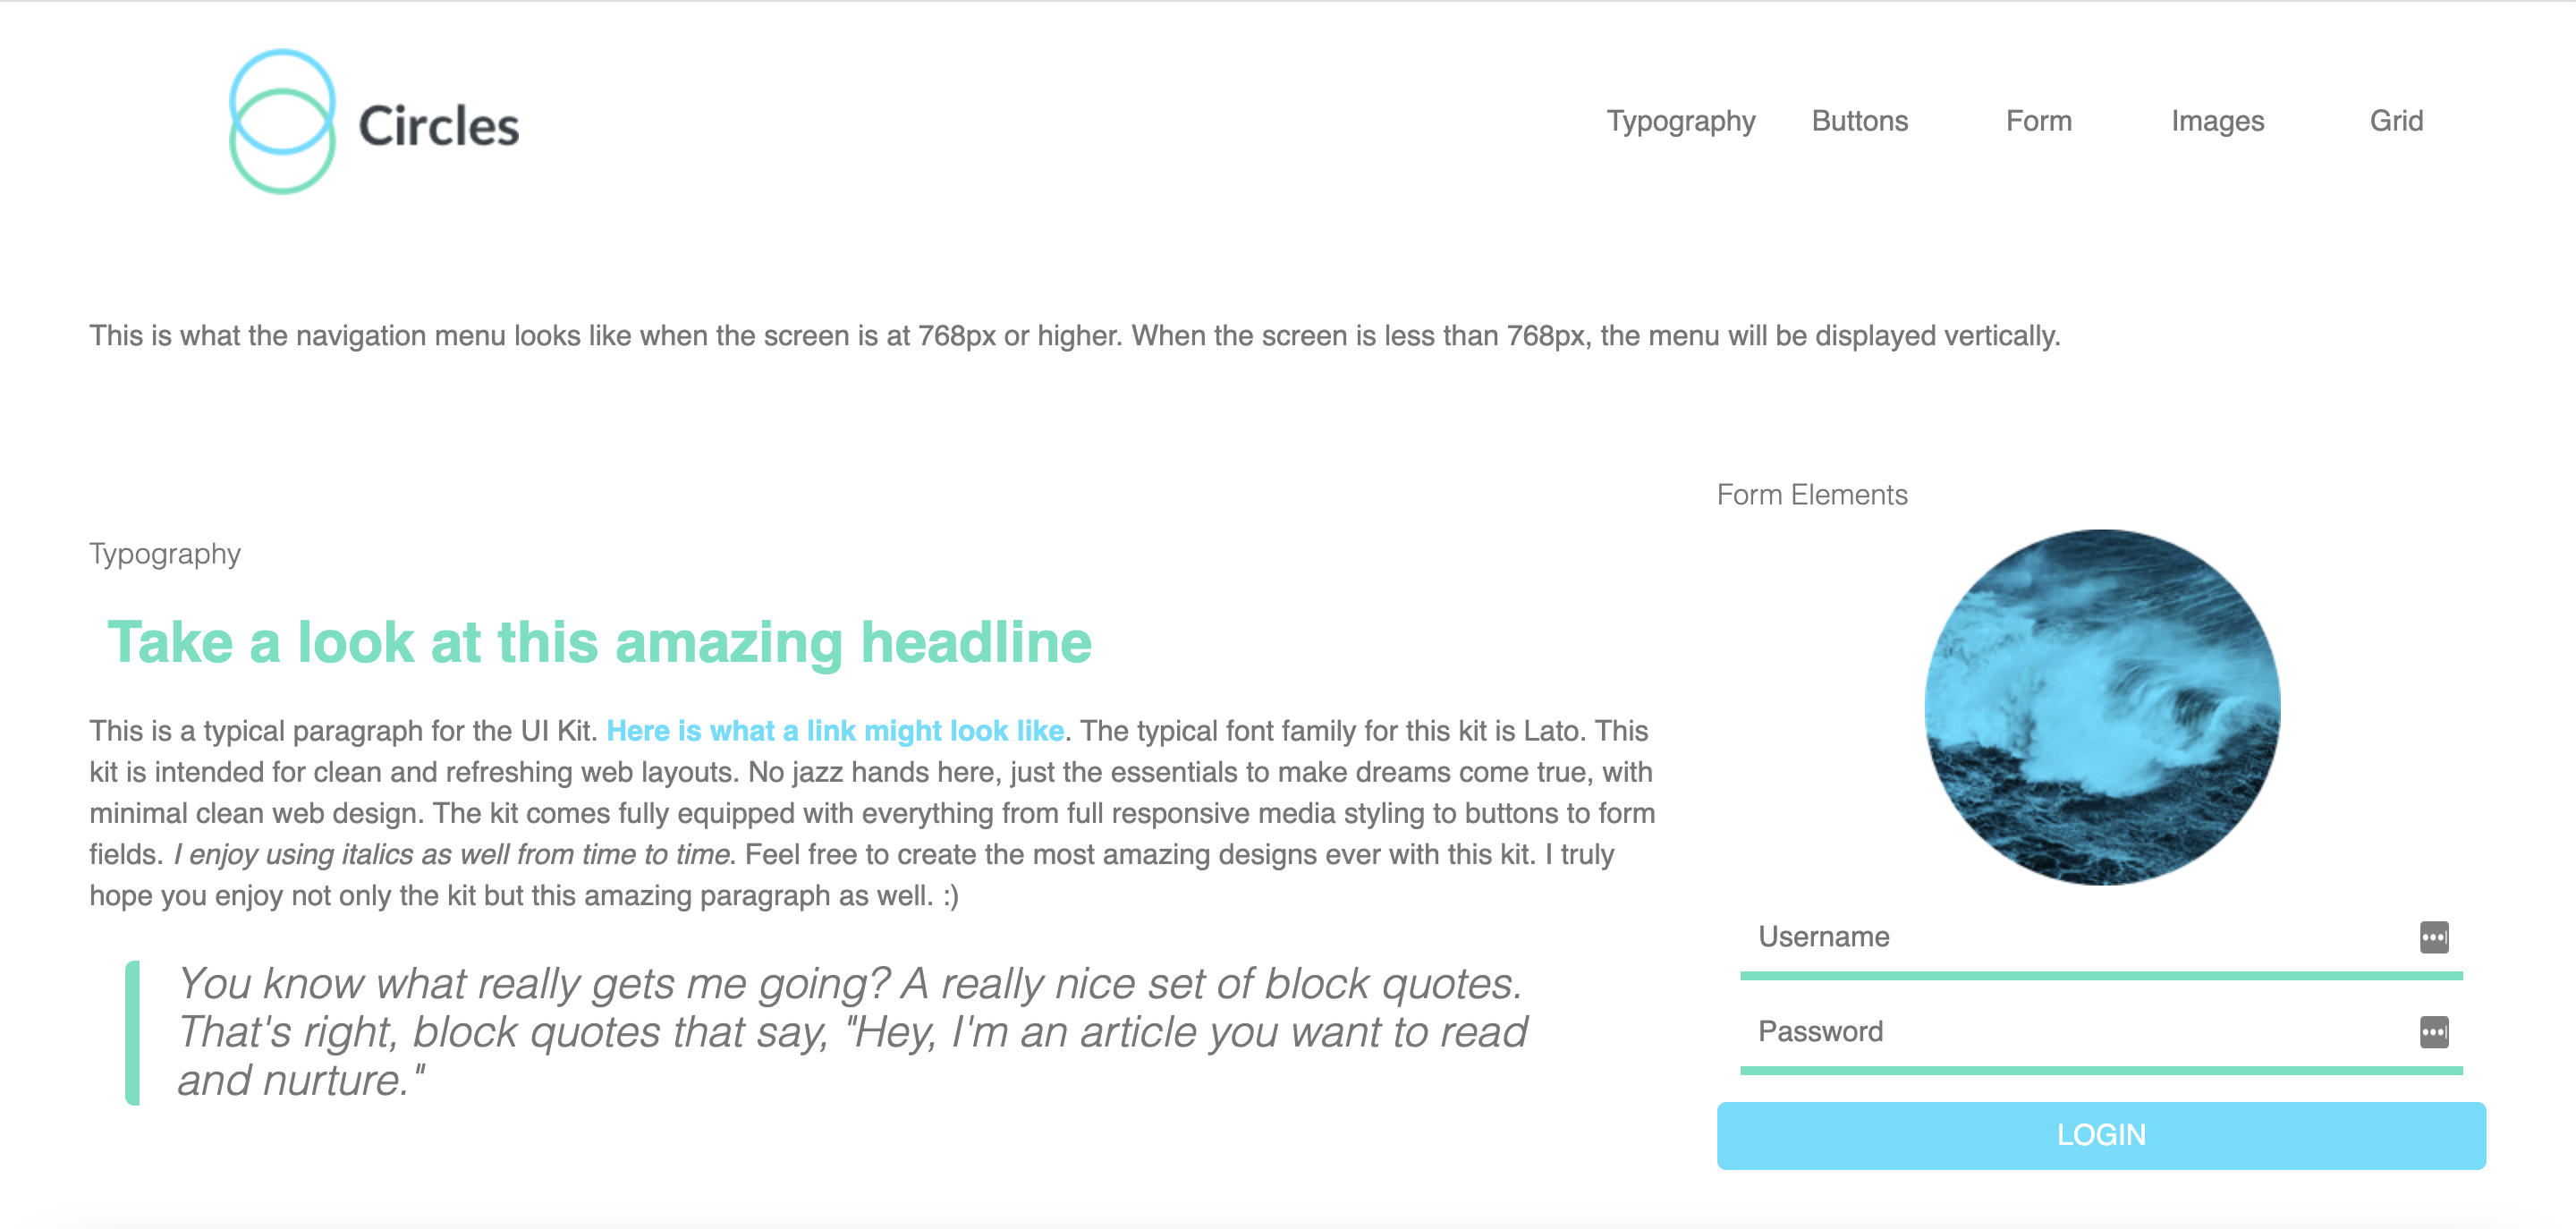 Circles
Typography Buttons Form Images Grid
This is what the navigation menu looks like when the screen is at 768px or higher. When the screen is less than 768px, the menu will be displayed vertically.
Typography
Take a look at this amazing headline
This is a typical paragraph for the UI Kit. Here is what a link might look like. The typical font family for this kit is Lato. This
kit is intended for clean and refreshing web layouts. No jazz hands here, just the essentials to make dreams come true, with
minimal clean web design. The kit comes fully equipped with everything from full responsive media styling to buttons to form
fields. I enjoy using italics as well from time to time. Feel free to create the most amazing designs ever with this kit. I truly
hope you enjoy not only the kit but this amazing paragraph as well. :)
You know what really gets me going? A really nice set of block quotes.
That's right, block quotes that say, "Hey, I'm an article you want to read
and nurture."
Form Elements
Username
Password
LOGIN